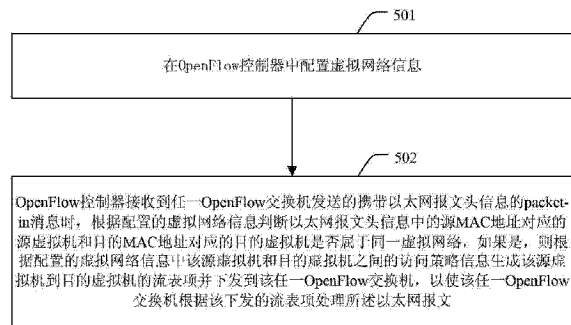 501
在OpenFlow控制器中配置虚拟网络信息
502
OpenFlow控制器接收到任一OpenFlow交换机发送的携带以太网报文头信息的packet-
in消息时，根据配置的虚拟网络信息判断以太网报文头信息中的源MAC地址对应的
源虚拟机和目的MAC地址对应的目的虚拟机是否属于同一虚拟网络，如果是，则根
据配置的虚拟网络信息中该源虚拟机和目的虚拟机之间的访问策略信息生成该源虚
拟机到目的虚拟机的流表项并下发到该任一OpenFlow交换机，以使该任一OpenFlow
交换机根据该下发的流表项处理所述以太网报文